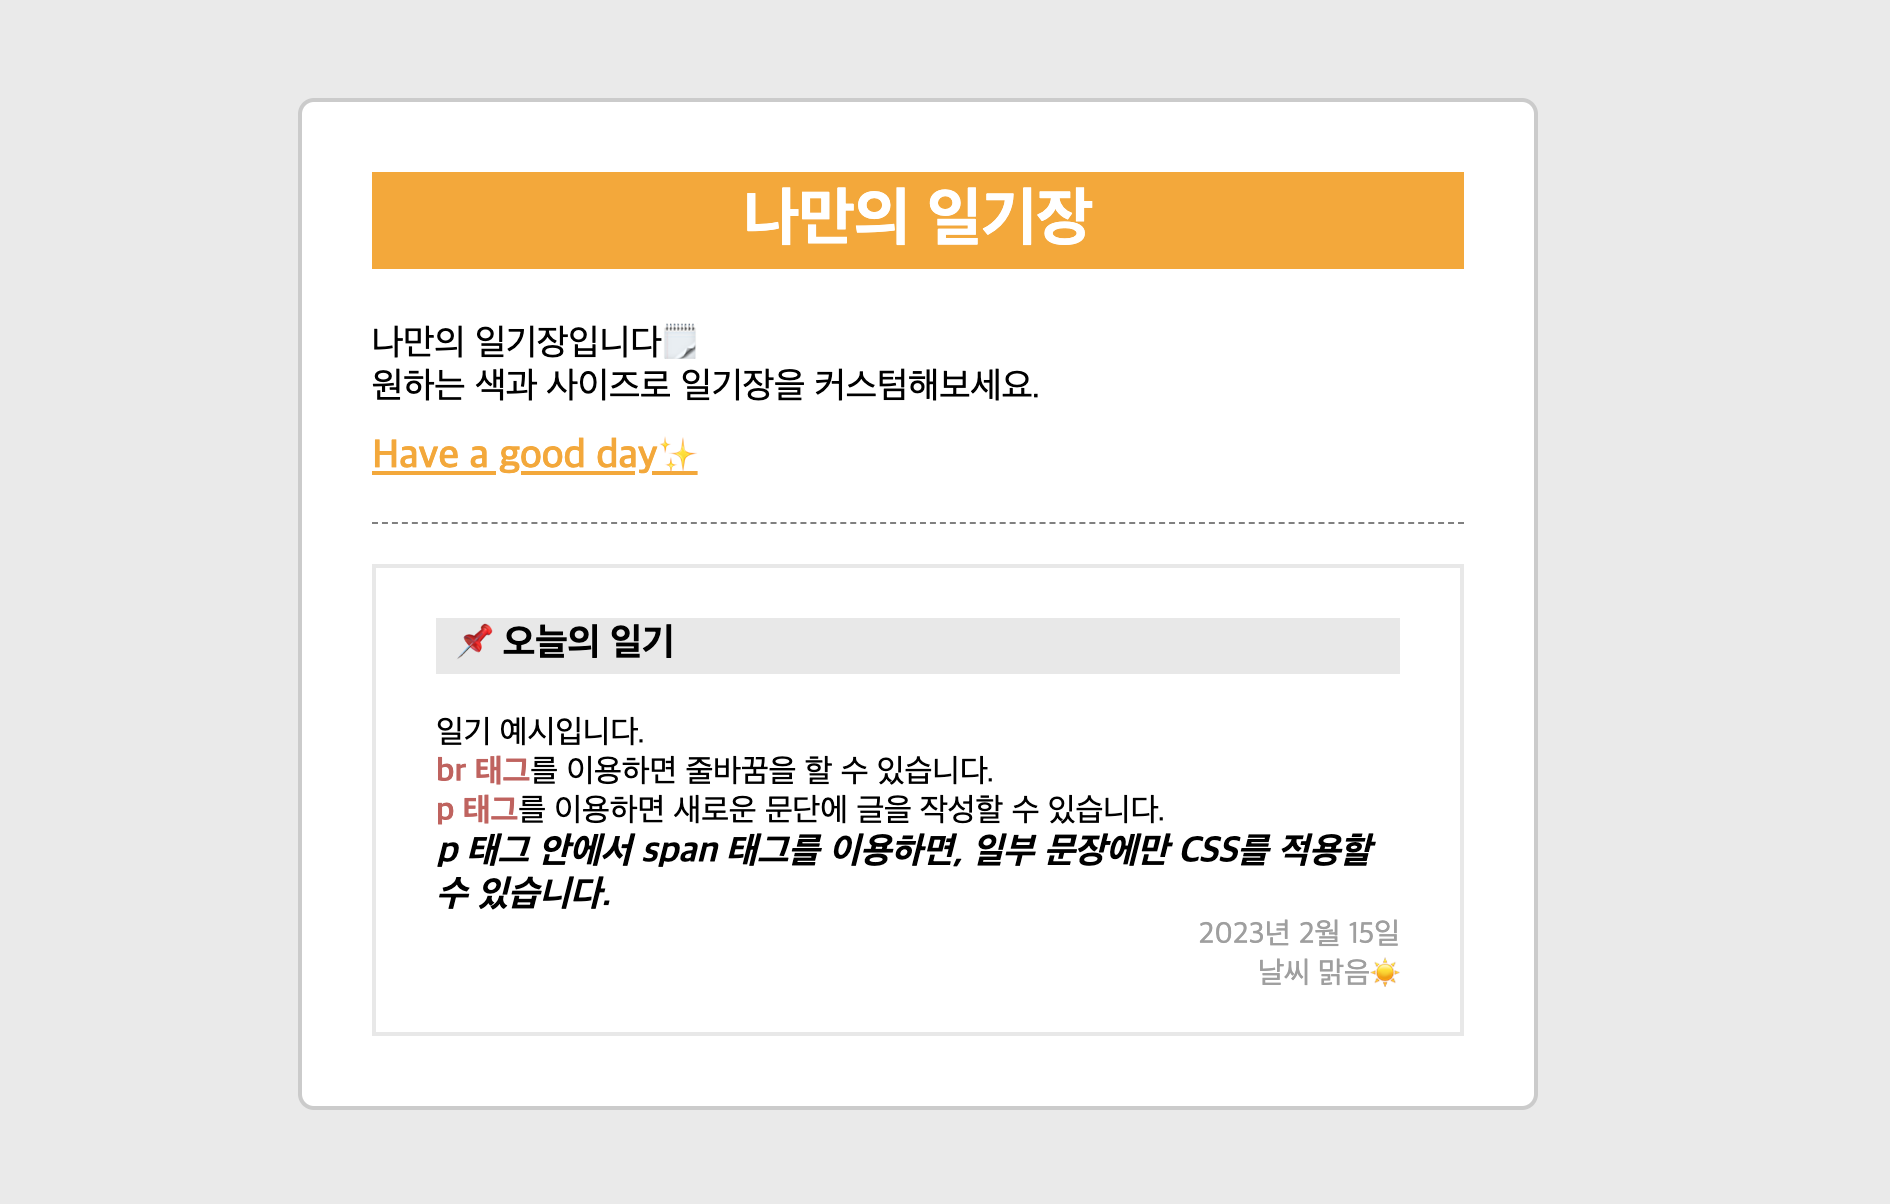 나만의 일기장
나만의 일기장입니다🗒️
원하는 색과 사이즈로 일기장을 커스텀해보세요.
Have a good day✨
📌 오늘의 일기
일기 예시입니다.
br 태그를 이용하면 줄바꿈을 할 수 있습니다.
p 태그를 이용하면 새로운 문단에 글을 작성할 수 있습니다.
p 태그 안에서 span 태그를 이용하면, 일부 문장에만 CSS를 적용할
수 있습니다.
2023년 2월 15일
날씨 맑음☀️